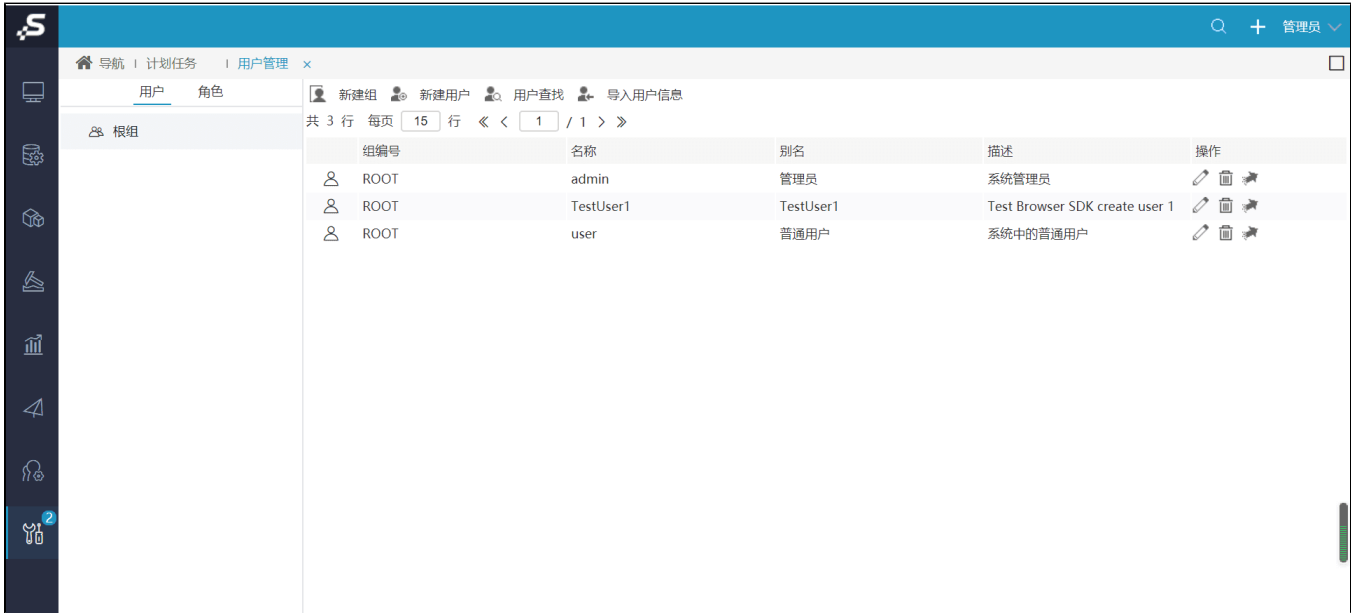 S
管理员
导航 | 计划任务 | 用户管理 ×
用户 角色
根组
新建组 新建用户 用户查找 导入用户信息
共 3 行 每页 15 行 « < 1 / 1 > »
组编号 名称 别名 描述 操作
ROOT admin 管理员 系统管理员
ROOT TestUser1 TestUser1 Test Browser SDK create user 1
ROOT user 普通用户 系统中的普通用户
2